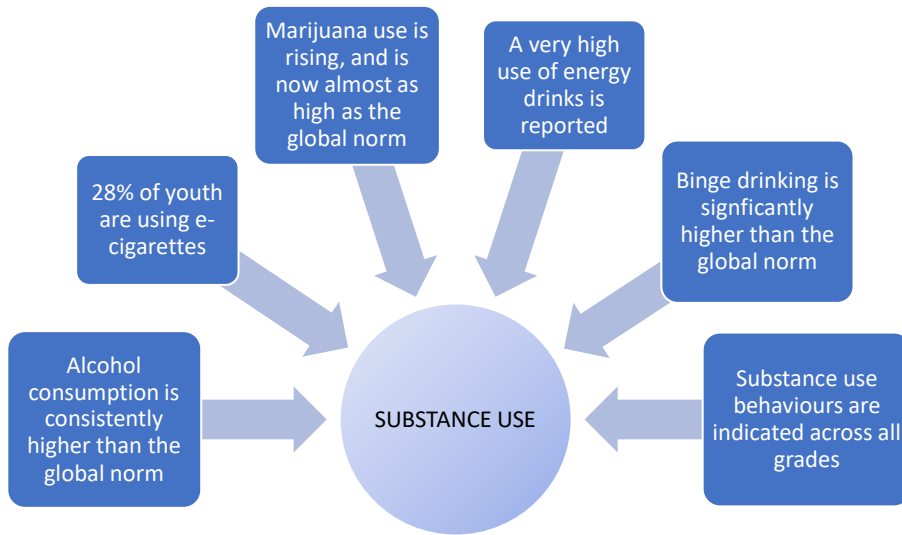 Marijuana use is
rising, and is
now almost as
high as the
global norm
A very high
use of energy
drinks is
reported
28% of youth
are using e-
cigarettes
Binge drinking is
signficantly
higher than the
global norm
Alcohol
consumption is
consistently
higher than the
global norm
SUBSTANCE USE
Substance use
behaviours are
indicated across all
grades